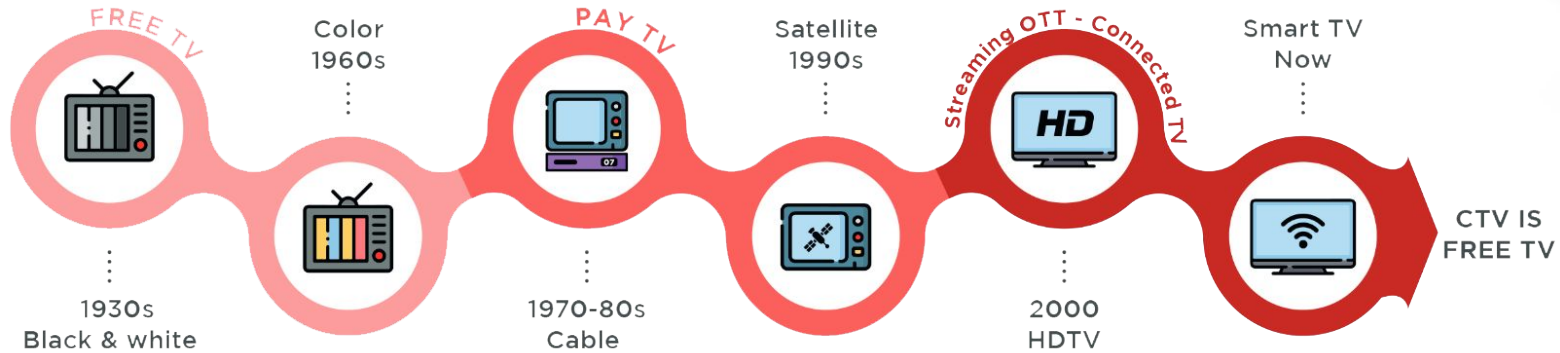 FREE TV
1930s
Black & white
Color
1960s
PAY TV
07
1970-80s
Cable
Satellite
1990s
Streaming OTT - Connected TV
HD
2000
HDTV
Smart TV
Now
CTV IS
FREE TV